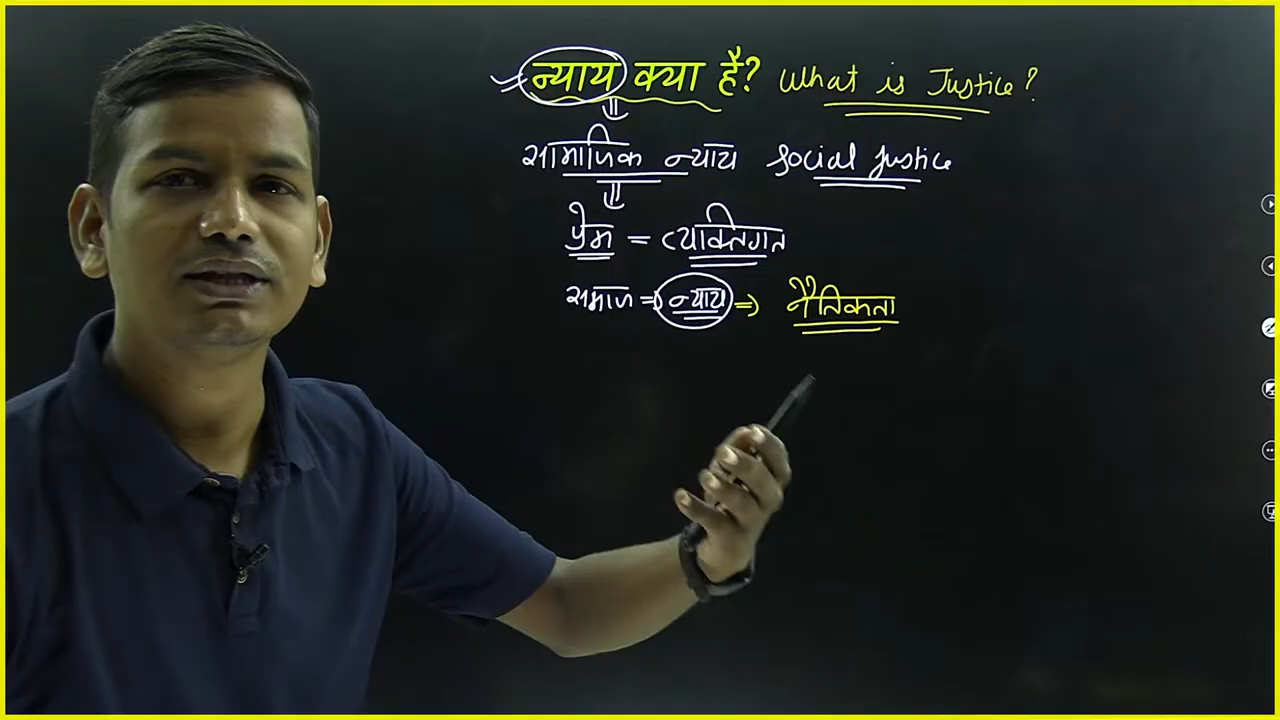 न्याय क्या है? What is Justice?
सामाजिक न्याय Social Justice
प्रेम = व्यक्तिगत
समाज ⇒ न्याय ⇒ नैतिकता